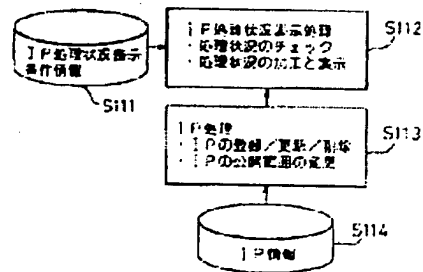 IP処理状況表示
条件情報
S111
IP処理状況表示処理
・処理状況のチェック
・処理状況の加工と表示
S112
IP処理
・IPの登録／更新／削除
・IPの公開範囲の変更
S113
IP情報
S114